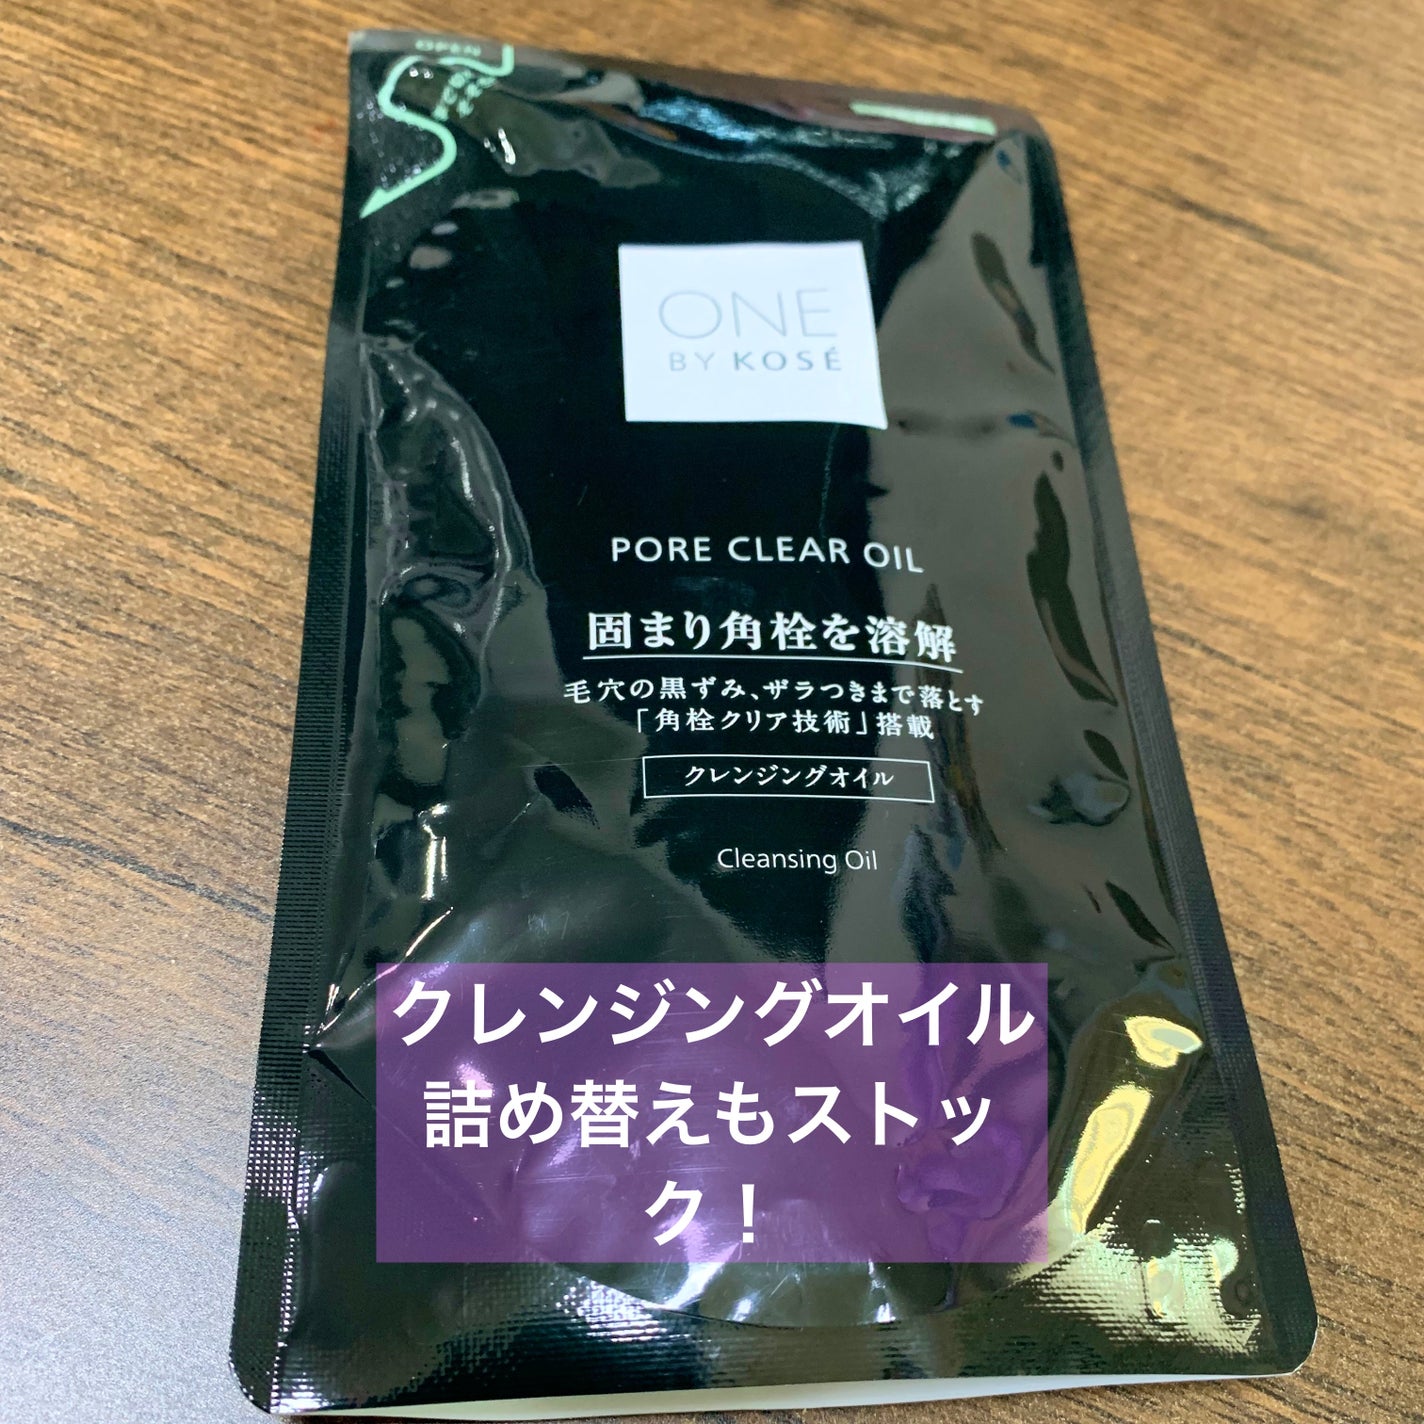 OPEN
ONE
BY KOSÉ
PORE CLEAR OIL
固まり角栓を溶解
毛穴の黒ずみ、ザラつきまで落とす
「角栓クリア技術」搭載
クレンジングオイル
Cleansing Oil
クレンジングオイル
詰め替えもストッ
ク！